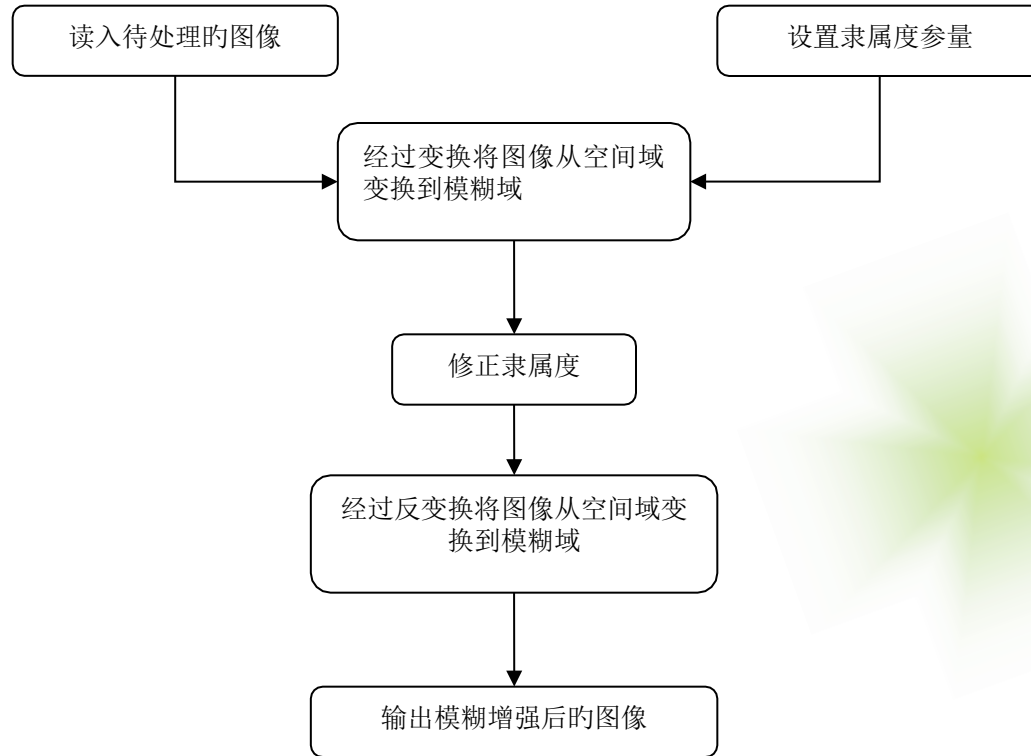 读入待处理旳图像
设置隶属度参量
经过变换将图像从空间域
变换到模糊域
修正隶属度
经过反变换将图像从空间域变
换到模糊域
输出模糊增强后旳图像